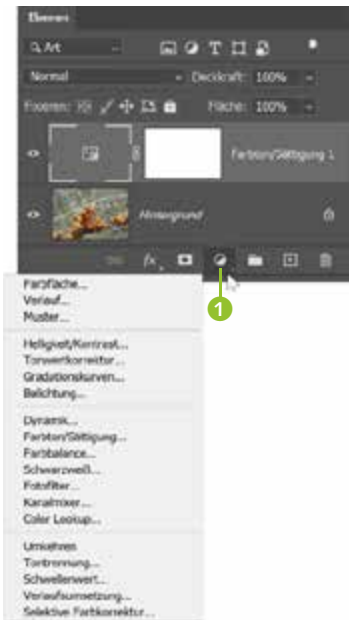 Ebenen
Art
Normal Deckkraft: 100%
Fixieren: Fläche: 100%
Farbton/Sättigung 1
Hintergrund
fx
1
Farbfläche...
Verlauf...
Muster...
Helligkeit/Kontrast...
Tonwertkorrektur...
Gradationskurven...
Belichtung...
Dynamik...
Farbton/Sättigung...
Farbbalance...
Schwarzweiß...
Fotofilter...
Kanalmixer...
Color Lookup...
Umkehren
Tontrennung...
Schwellenwert...
Verlaufsumsetzung...
Selektive Farbkorrektur...